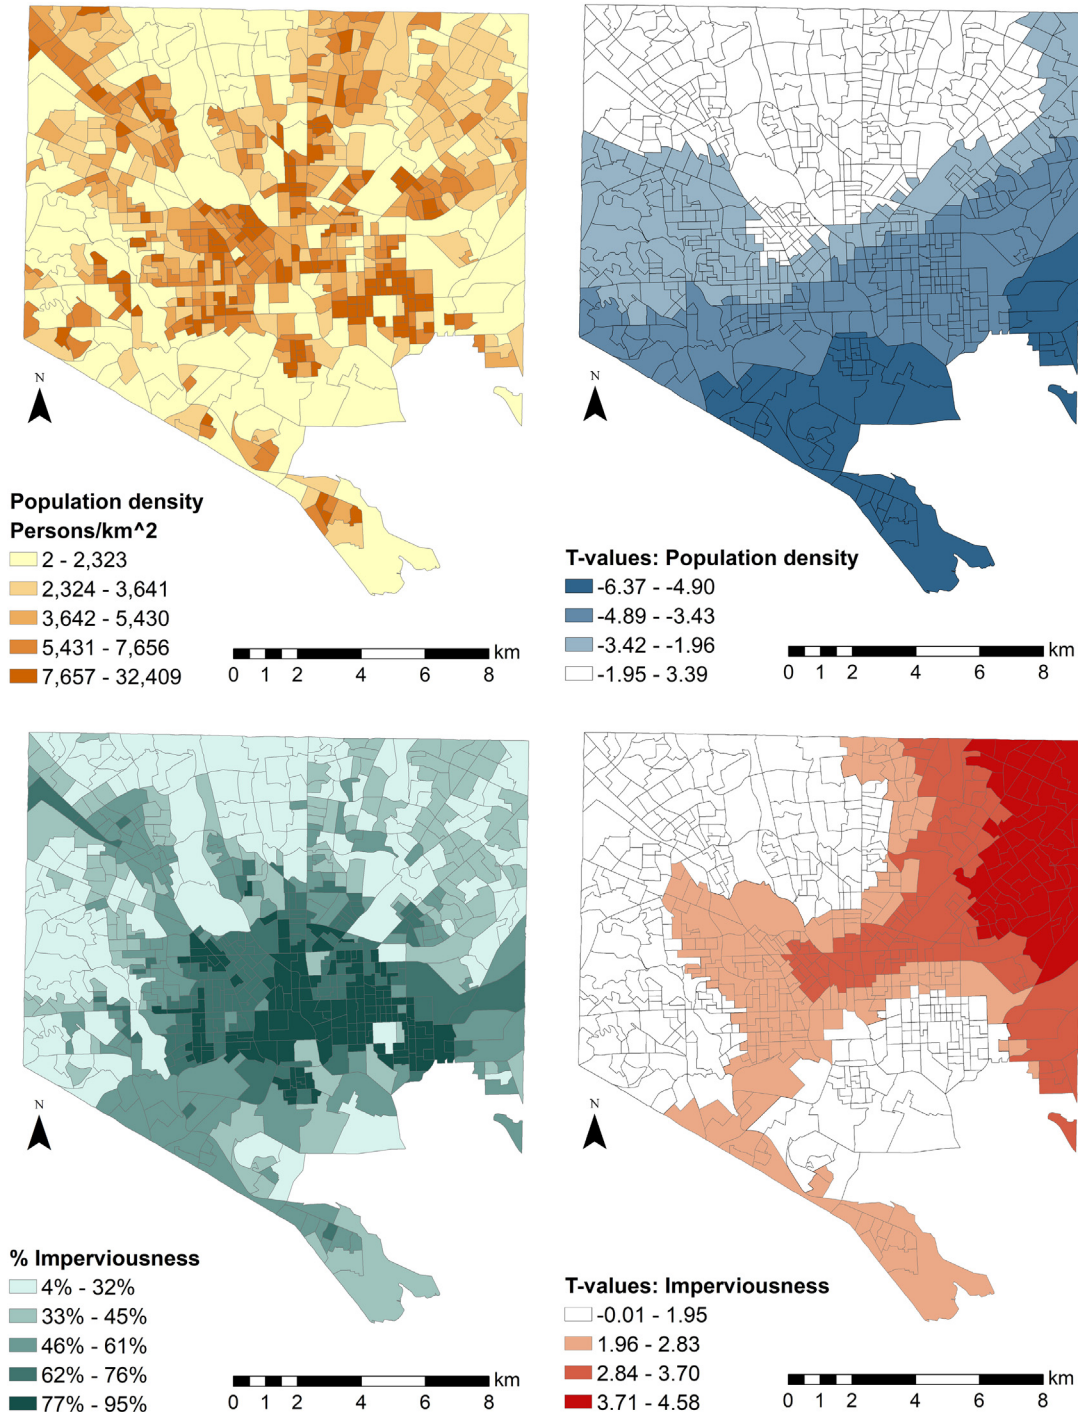 N
Population density
Persons/km^2
2 - 2,323
2,324 - 3,641
3,642 - 5,430
5,431 - 7,656
7,657 - 32,409
km
0 1 2 4 6 8
N
T-values: Population density
-6.37 - -4.90
-4.89 - -3.43
-3.42 - -1.96
-1.95 - 3.39
km
0 1 2 4 6 8
N
% Imperviousness
4% - 32%
33% - 45%
46% - 61%
62% - 76%
77% - 95%
km
0 1 2 4 6 8
N
T-values: Imperviousness
-0.01 - 1.95
1.96 - 2.83
2.84 - 3.70
3.71 - 4.58
km
0 1 2 4 6 8